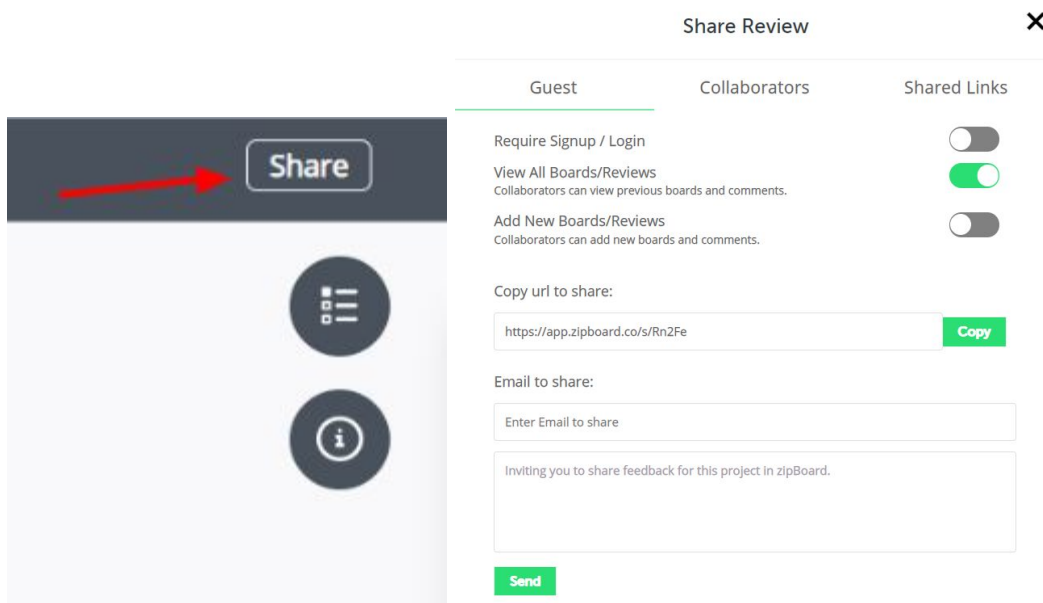 Share
Share Review
Guest Collaborators Shared Links
Require Signup / Login
View All Boards/Reviews
Collaborators can view previous boards and comments.
Add New Boards/Reviews
Collaborators can add new boards and comments.
Copy url to share:
https://app.zipboard.co/s/Rn2Fe Copy
Email to share:
Enter Email to share
Inviting you to share feedback for this project in zipBoard.
Send